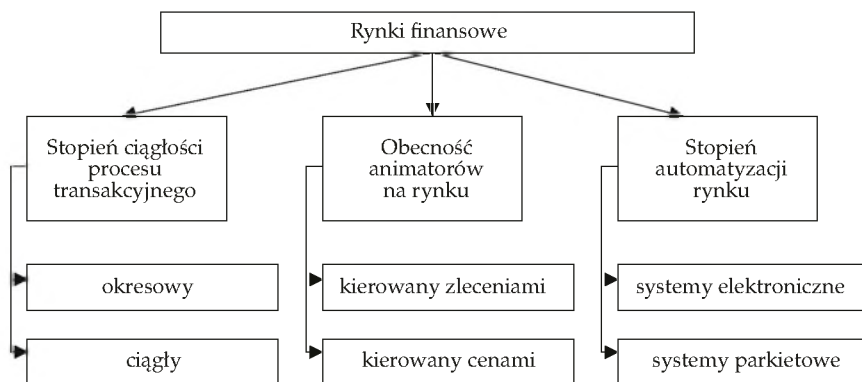 Rynki finansowe
Stopień ciągłości
procesu
transakcyjnego
Obecność
animatorów
na rynku
Stopień
automatyzacji
rynku
okresowy
kierowany zleceniami
systemy elektroniczne
ciągły
kierowany cenami
systemy parkietowe